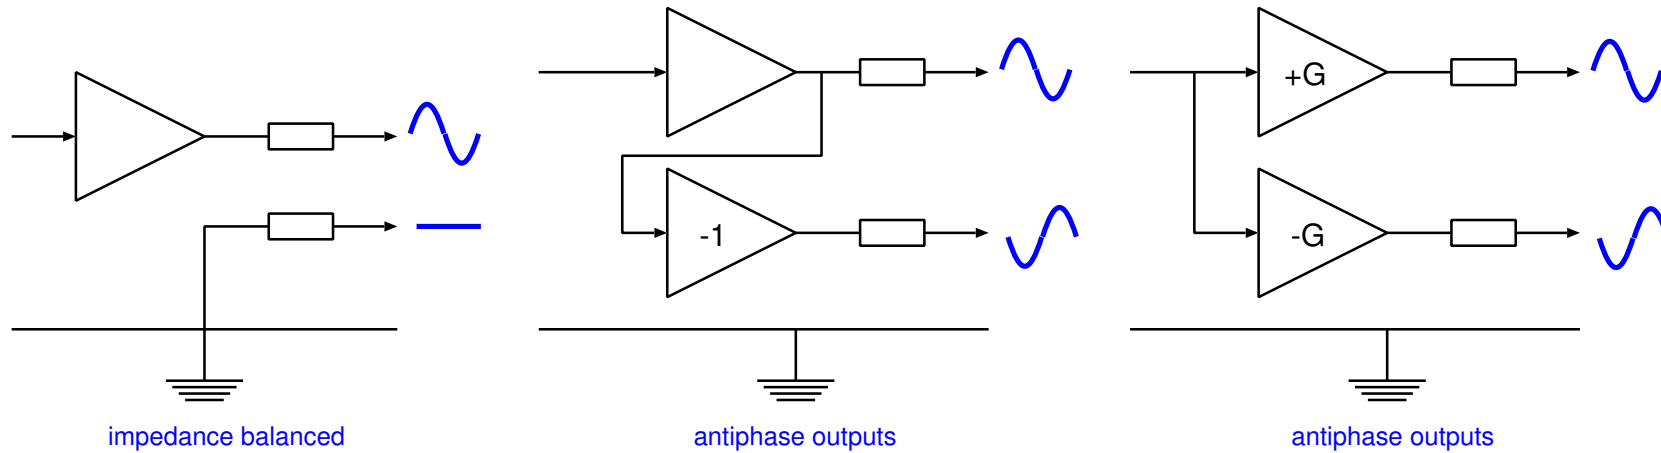 +G
-1
-G
impedance balanced
antiphase outputs
antiphase outputs